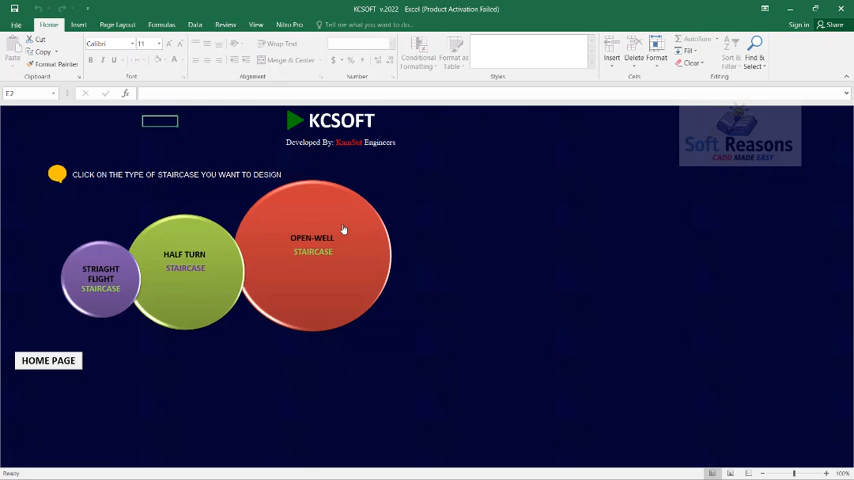 KCSOFT v.2022 - Excel (Product Activation Failed)
File Home Insert Page Layout Formulas Data Review View Nitro Pro Tell me what you want to do... Sign in Share
Cut
Copy
Format Painter
Paste
Clipboard
Calibri 11
B I U
Font
Wrap Text
Merge & Center
Alignment
$ %
Number
Conditional Formatting
Format as Table
Styles
Insert Delete Format
Cells
AutoSum
Fill
Clear
Sort & Filter
Find & Select
Editing
F2 fx
KCSOFT
Developed By: KamSut Engineers
Soft Reasons
CADD MADE EASY
CLICK ON THE TYPE OF STAIRCASE YOU WANT TO DESIGN
STRIAGHT
FLIGHT
STAIRCASE
HALF TURN
STAIRCASE
OPEN-WELL
STAIRCASE
HOME PAGE
Ready 100%